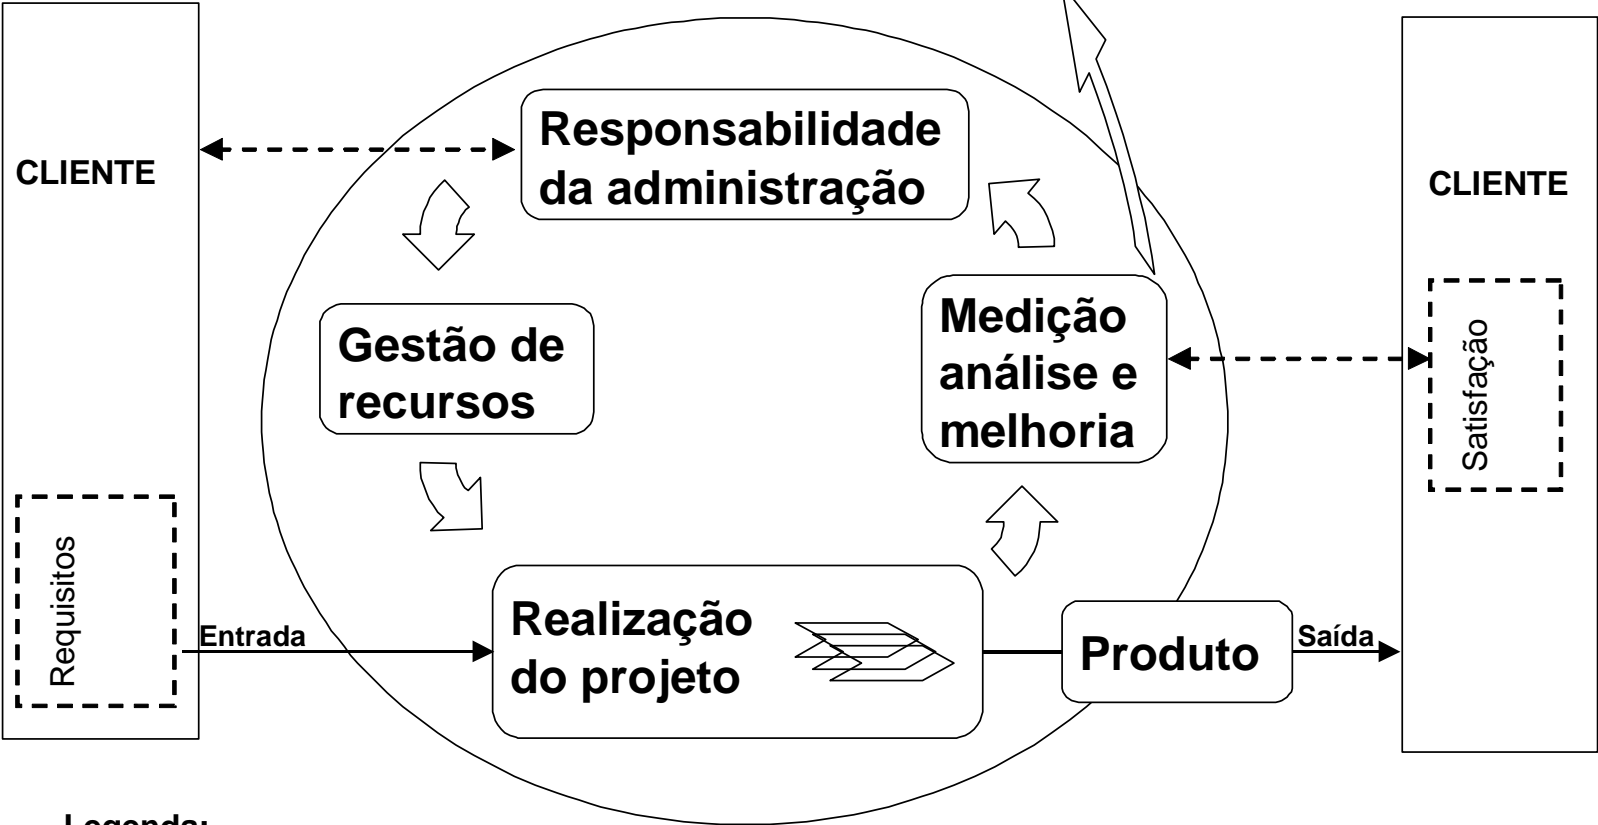 CLIENTE
Requisitos
Entrada
Responsabilidade
da administração
Gestão de
recursos
Realização
do projeto
Medição
análise e
melhoria
Produto
Saída
CLIENTE
Satisfação
Legenda: